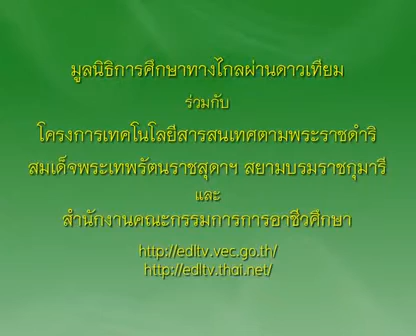 มูลนิธิการศึกษาทางไกลผ่านดาวเทียม
ร่วมกับ
โครงการเทคโนโลยีสารสนเทศตามพระราชดำริ
สมเด็จพระเทพรัตนราชสุดาฯ สยามบรมราชกุมารี
และ
สำนักงานคณะกรรมการการอาชีวศึกษา
http://edltv.vec.go.th/
http://edltv.thai.net/